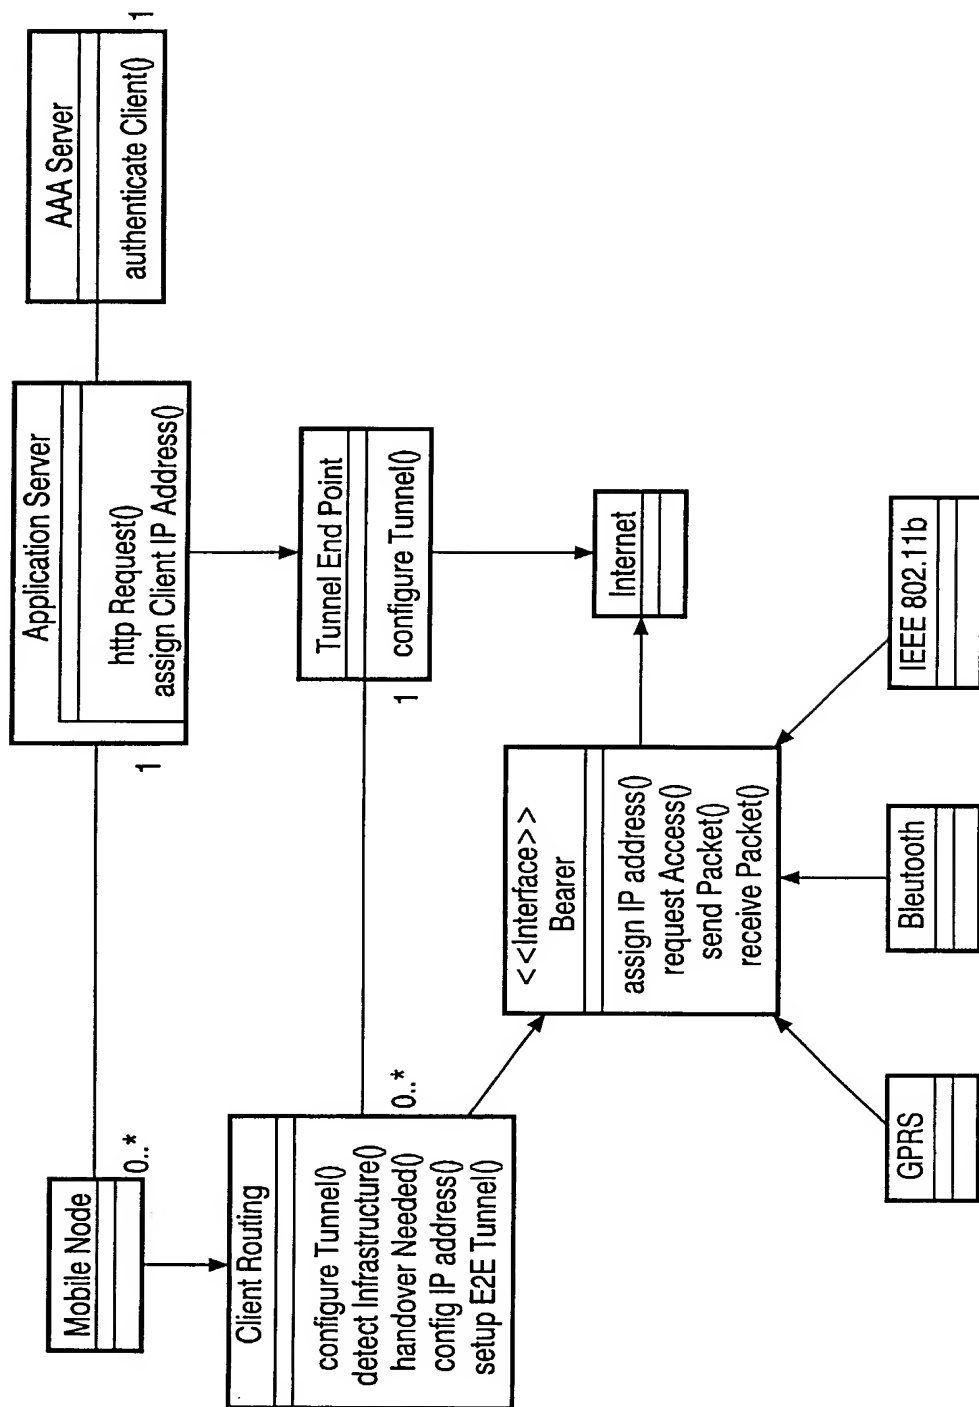 Mobile Node
0..*
1
Application Server
http Request()
assign Client IP Address()
AAA Server
authenticate Client()
1
Client Routing
configure Tunnel()
detect Infrastructure()
handover Needed()
config IP address()
setup E2E Tunnel()
0..*
1
Tunnel End Point
configure Tunnel()
<<Interface>>
Bearer
assign IP address()
request Access()
send Packet()
receive Packet()
Internet
GPRS
Bleutooth
IEEE 802.11b